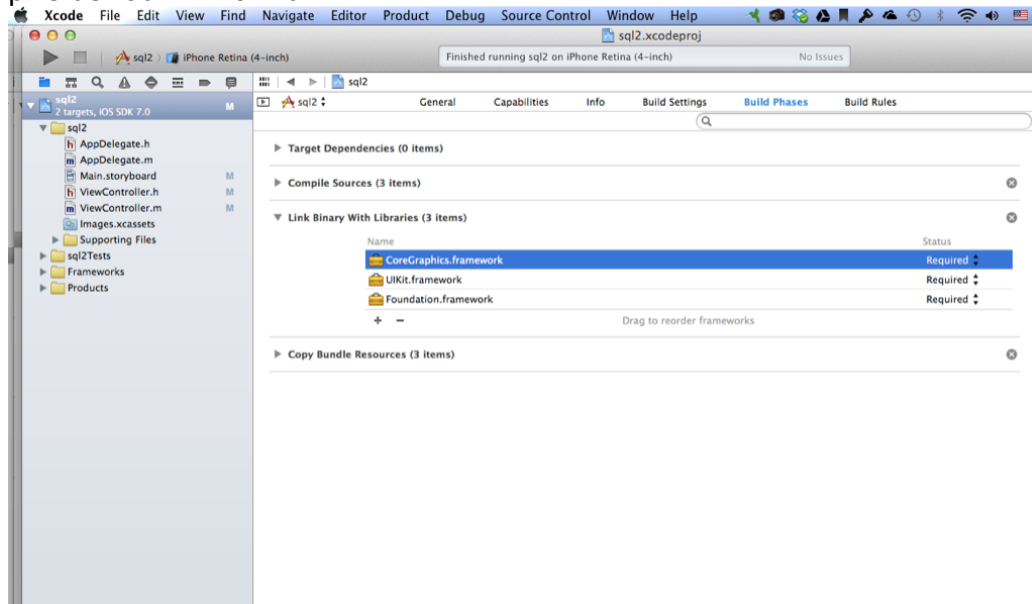 Xcode File Edit View Find Navigate Editor Product Debug Source Control Window Help
sql2.xcodeproj
sql2 iPhone Retina (4-inch)
Finished running sql2 on iPhone Retina (4-inch) No Issues
sql2
sql2
2 targets, iOS SDK 7.0
M
sql2 General Capabilities Info Build Settings Build Phases Build Rules
sql2
h AppDelegate.h
m AppDelegate.m
Main.storyboard M
h ViewController.h M
m ViewController.m M
Images.xcassets
Supporting Files
sql2Tests
Frameworks
Products
Target Dependencies (0 items)
Compile Sources (3 items)
Link Binary With Libraries (3 items)
Name Status
CoreGraphics.framework Required
UIKit.framework Required
Foundation.framework Required
+ − Drag to reorder frameworks
Copy Bundle Resources (3 items)